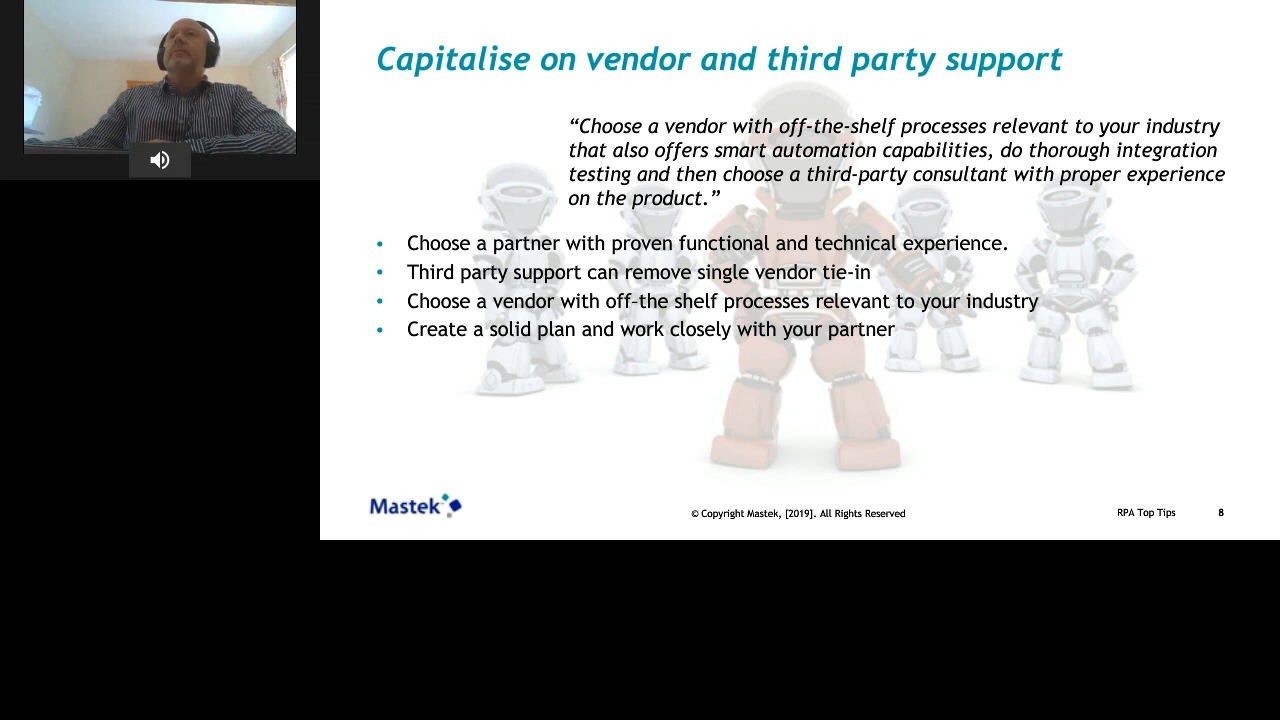 Capitalise on vendor and third party support
“Choose a vendor with off-the-shelf processes relevant to your industry
that also offers smart automation capabilities, do thorough integration
testing and then choose a third-party consultant with proper experience
on the product.”
• Choose a partner with proven functional and technical experience.
• Third party support can remove single vendor tie-in
• Choose a vendor with off-the shelf processes relevant to your industry
• Create a solid plan and work closely with your partner
Mastek
© Copyright Mastek, [2019]. All Rights Reserved
RPA Top Tips
8